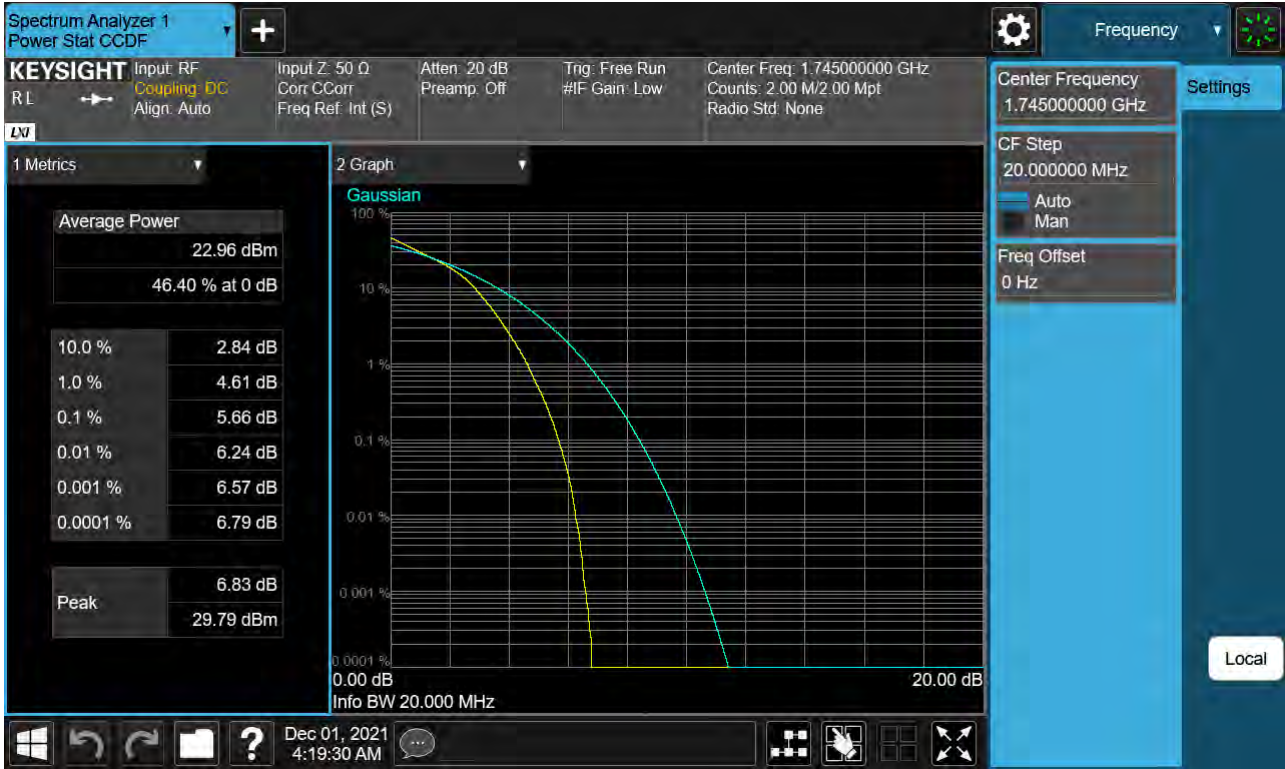 Spectrum Analyzer 1
Power Stat CCDF
+
Frequency
KEYSIGHT
R L
LXI
Input: RF
Coupling: DC
Align: Auto
Input Z: 50 Ω
Corr CCorr
Freq Ref: Int (S)
Atten: 20 dB
Preamp: Off
Trig: Free Run
#IF Gain: Low
Center Freq: 1.745000000 GHz
Counts: 2.00 M/2.00 Mpt
Radio Std: None
Center Frequency
1.745000000 GHz
Settings
CF Step
20.000000 MHz
Auto
Man
Freq Offset
0 Hz
1 Metrics
Average Power
22.96 dBm
46.40 % at 0 dB
10.0 % 2.84 dB
1.0 % 4.61 dB
0.1 % 5.66 dB
0.01 % 6.24 dB
0.001 % 6.57 dB
0.0001 % 6.79 dB
Peak
6.83 dB
29.79 dBm
2 Graph
Gaussian
100 %
10 %
1 %
0.1 %
0.01 %
0.001 %
0.0001 %
0.00 dB 20.00 dB
Info BW 20.000 MHz
Local
?
Dec 01, 2021
4:19:30 AM